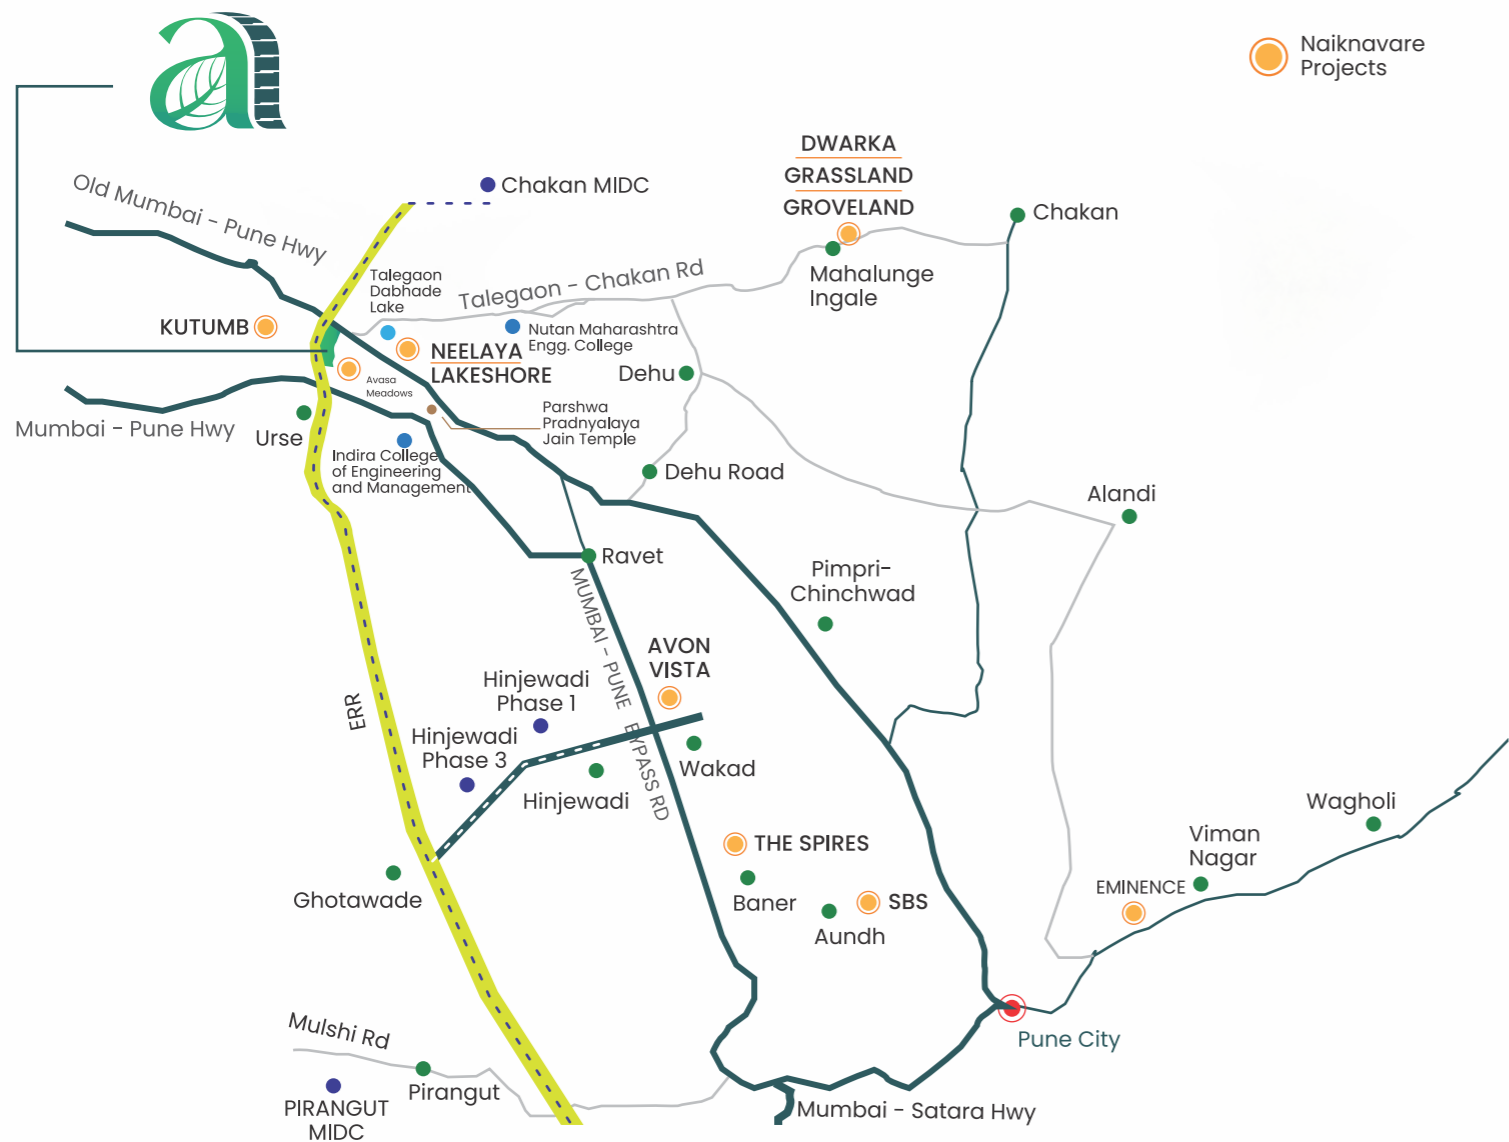 a
Naiknavare
Projects
DWARKA
GRASSLAND
GROVELAND
Old Mumbai - Pune Hwy
Chakan MIDC
Chakan
Talegaon
Dabhade
Lake
Talegaon - Chakan Rd
Mahalunge
Ingale
KUTUMB
Nutan Maharashtra
Engg. College
NEELAYA
LAKESHORE
Avasa
Meadows
Dehu
Mumbai - Pune Hwy
Urse
Parshwa
Pradnyalaya
Jain Temple
Indira College
of Engineering
and Management
Dehu Road
Alandi
Ravet
Pimpri-
Chinchwad
MUMBAI - PUNE BYPASS RD
AVON
VISTA
ERR
Hinjewadi
Phase 1
Hinjewadi
Phase 3
Wakad
Hinjewadi
Wagholi
Viman
Nagar
THE SPIRES
EMINENCE
Ghotawade
Baner
SBS
Aundh
Mulshi Rd
Pune City
Pirangut
PIRANGUT
MIDC
Mumbai - Satara Hwy